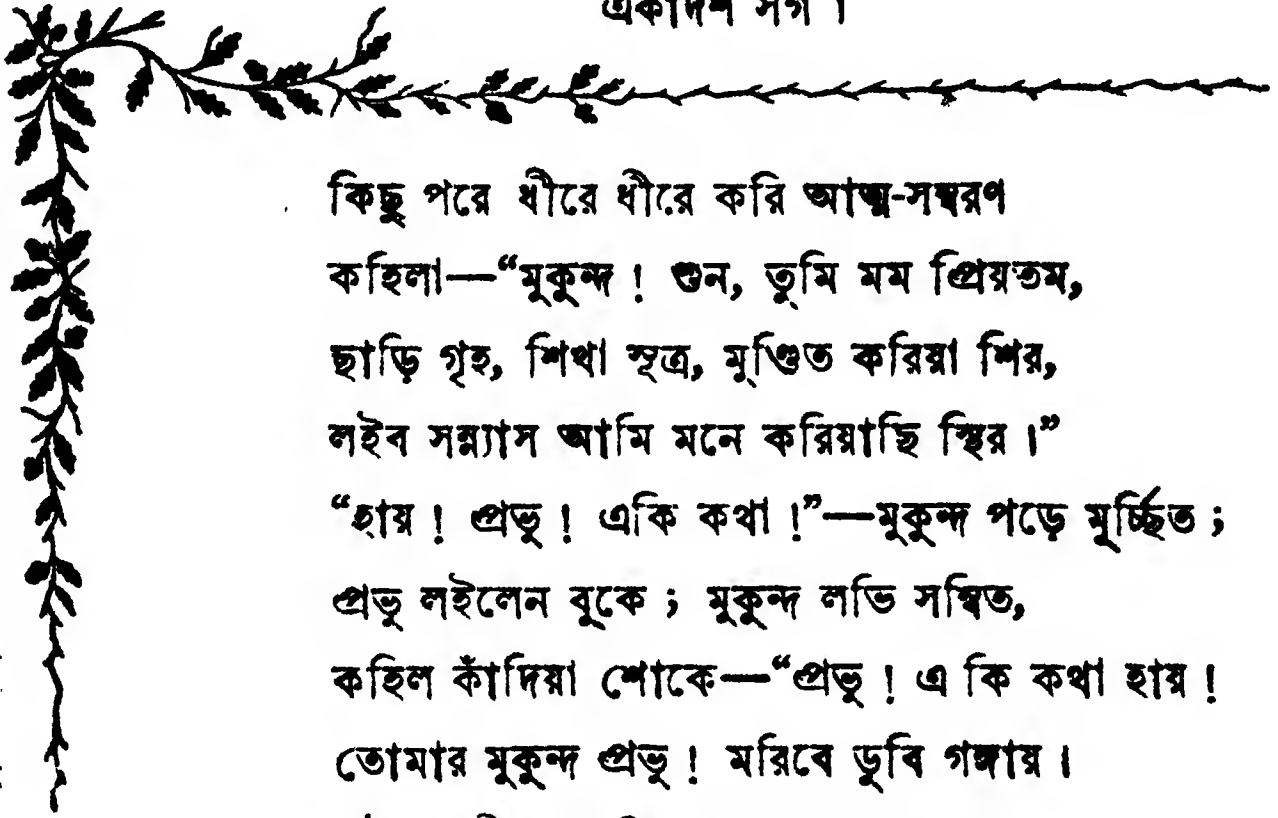 একাদশ সর্গ ।
কিছু পরে ধীরে ধীরে করি আত্ম-সম্বরণ
কহিলা—“মুকুন্দ ! শুন, তুমি মম প্রিয়তম,
ছাড়ি গৃহ, শিখা সূত্র, মুণ্ডিত করিয়া শির,
লইব সন্ন্যাস আমি মনে করিয়াছি স্থির ।”
“হায় ! প্রভু ! একি কথা !”—মুকুন্দ পড়ে মূর্চ্ছিত ;
প্রভু লইলেন বুকে ; মুকুন্দ লভি সম্বিত,
কহিল কাঁদিয়া শোকে—“প্রভু ! এ কি কথা হায় !
তোমার মুকুন্দ প্রভু ! মরিবে ডুবি গঙ্গায় ।